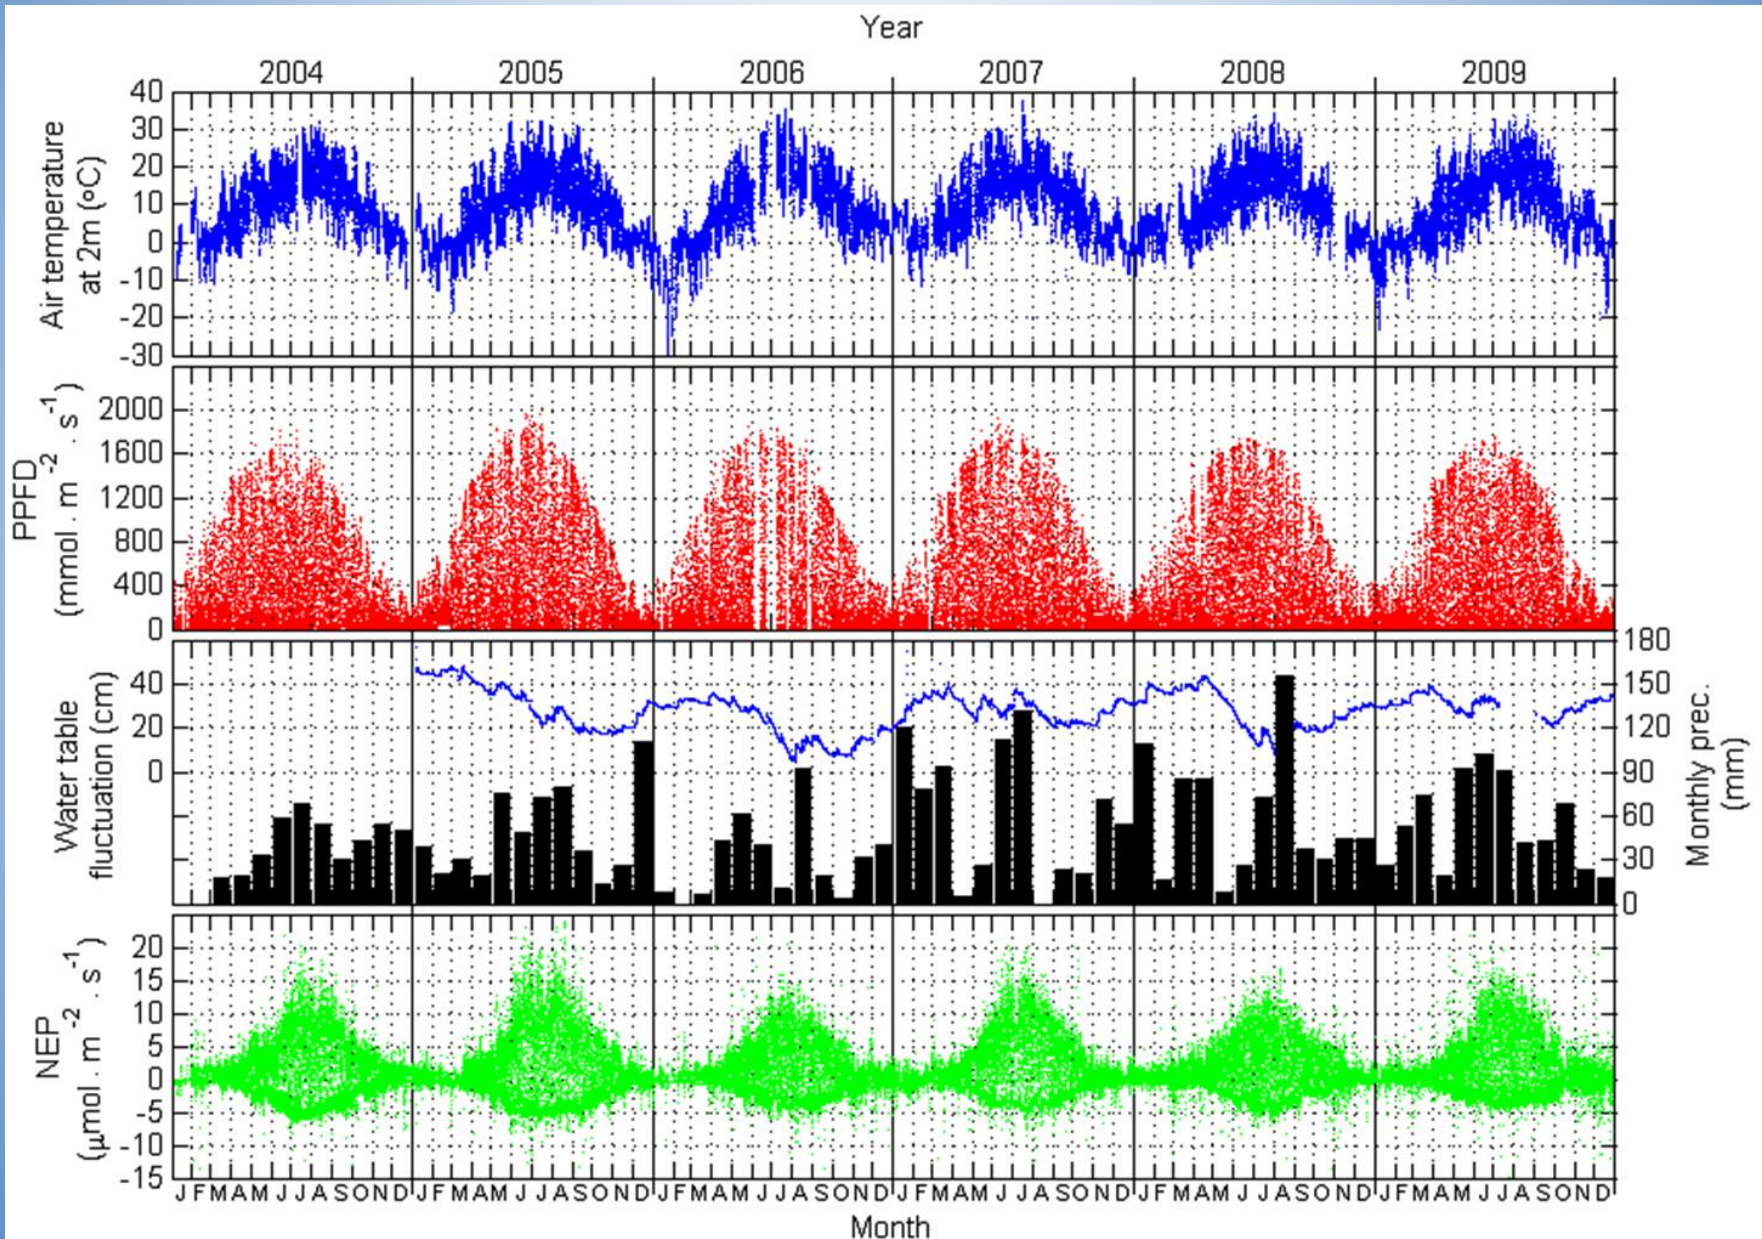 Year
2004 2005 2006 2007 2008 2009
Air temperature
at 2m (ºC)
40
30
20
10
0
-10
-20
-30
PPFD
(mmol . m⁻² . s⁻¹)
2000
1600
1200
800
400
0
Water table
fluctuation (cm)
40
20
0
180
150
120
90
60
30
0
Monthly prec.
(mm)
NEP
(μmol . m⁻² . s⁻¹)
20
15
10
5
0
-5
-10
-15
J F M A M J J A S O N D J F M A M J J A S O N D J F M A M J J A S O N D J F M A M J J A S O N D J F M A M J J A S O N D J F M A M J J A S O N D
Month